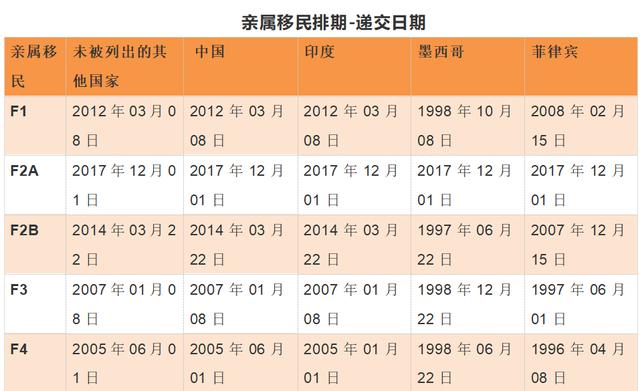 亲属移民排期-递交日期
亲属移民 未被列出的其他国家 中国 印度 墨西哥 菲律宾
F1 2012 年 03 月 08 日 2012 年 03 月 08 日 2012 年 03 月 08 日 1998 年 10 月 08 日 2008 年 02 月 15 日
F2A 2017 年 12 月 01 日 2017 年 12 月 01 日 2017 年 12 月 01 日 2017 年 12 月 01 日 2017 年 12 月 01 日
F2B 2014 年 03 月 22 日 2014 年 03 月 22 日 2014 年 03 月 22 日 1997 年 06 月 22 日 2007 年 12 月 15 日
F3 2007 年 01 月 08 日 2007 年 01 月 08 日 2007 年 01 月 08 日 1998 年 12 月 22 日 1997 年 06 月 01 日
F4 2005 年 06 月 01 日 2005 年 06 月 01 日 2005 年 01 月 01 日 1998 年 06 月 22 日 1996 年 04 月 08 日